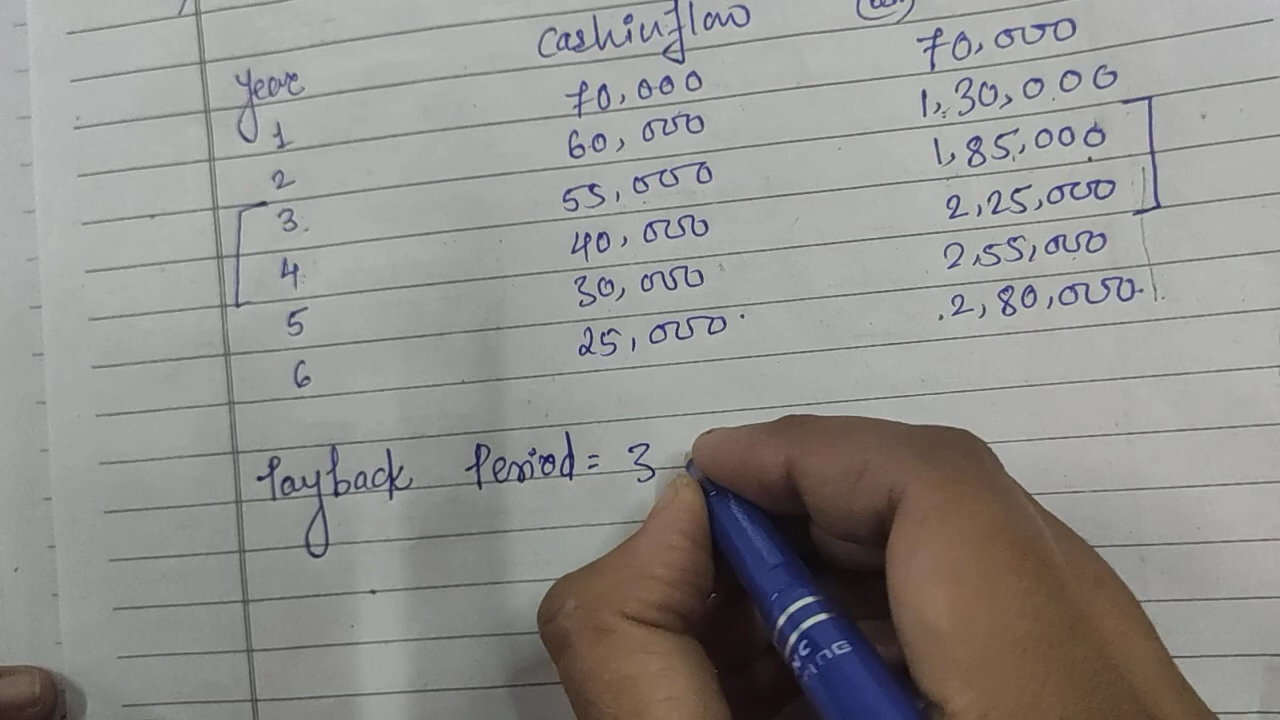 Year Cashinflow
1 70,000 70,000
2 60,000 1,30,000
3. 55,000 1,85,000
4. 40,000 2,25,000
5 30,000 2,55,000
6 25,000 2,80,000
Payback Period = 3